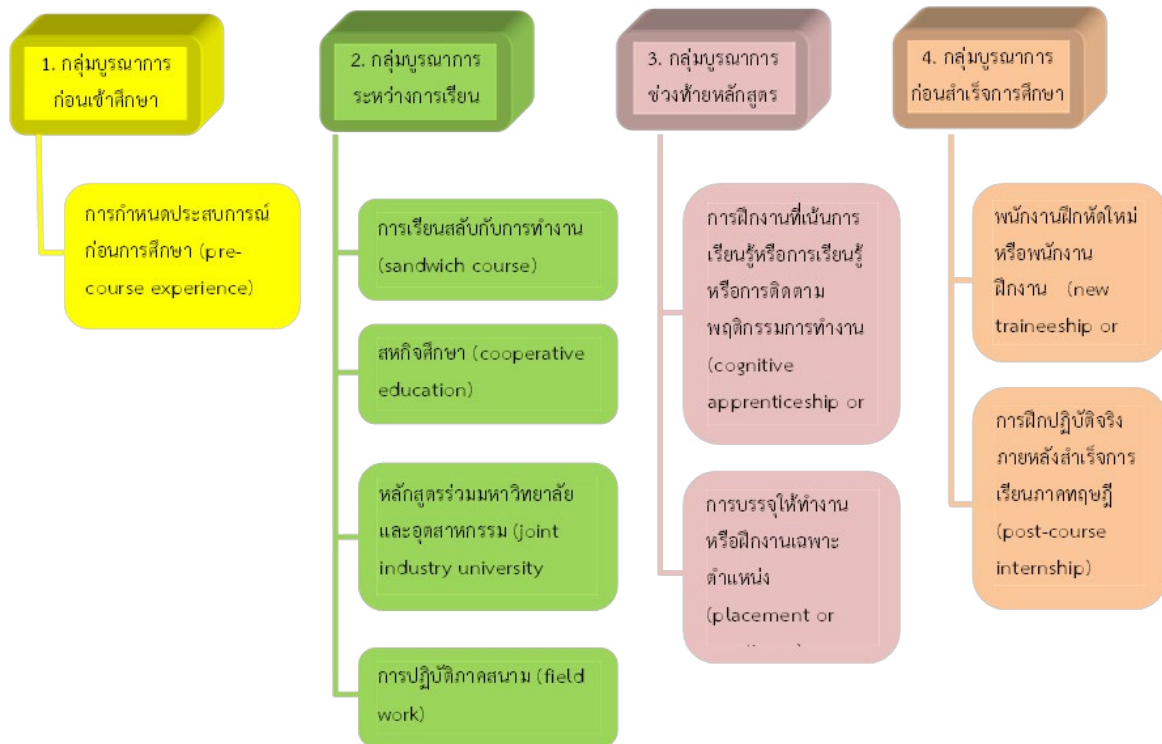 1. กลุ่มบูรณาการ
ก่อนเข้าศึกษา
การกำหนดประสบการณ์
ก่อนการศึกษา (pre-
course experience)
2. กลุ่มบูรณาการ
ระหว่างการเรียน
การเรียนสลับกับการทำงาน
(sandwich course)
สหกิจศึกษา (cooperative
education)
หลักสูตรร่วมมหาวิทยาลัย
และอุตสาหกรรม (joint
industry university
การปฏิบัติภาคสนาม (field
work)
3. กลุ่มบูรณาการ
ช่วงท้ายหลักสูตร
การฝึกงานที่เน้นการ
เรียนรู้หรือการเรียนรู้
หรือการติดตาม
พฤติกรรมการทำงาน
(cognitive
apprenticeship or
การบรรจุให้ทำงาน
หรือฝึกงานเฉพาะ
ตำแหน่ง
(placement or
4. กลุ่มบูรณาการ
ก่อนสำเร็จการศึกษา
พนักงานฝึกหัดใหม่
หรือพนักงาน
ฝึกงาน (new
traineeship or
การฝึกปฏิบัติจริง
ภายหลังสำเร็จการ
เรียนภาคทฤษฎี
(post-course
internship)